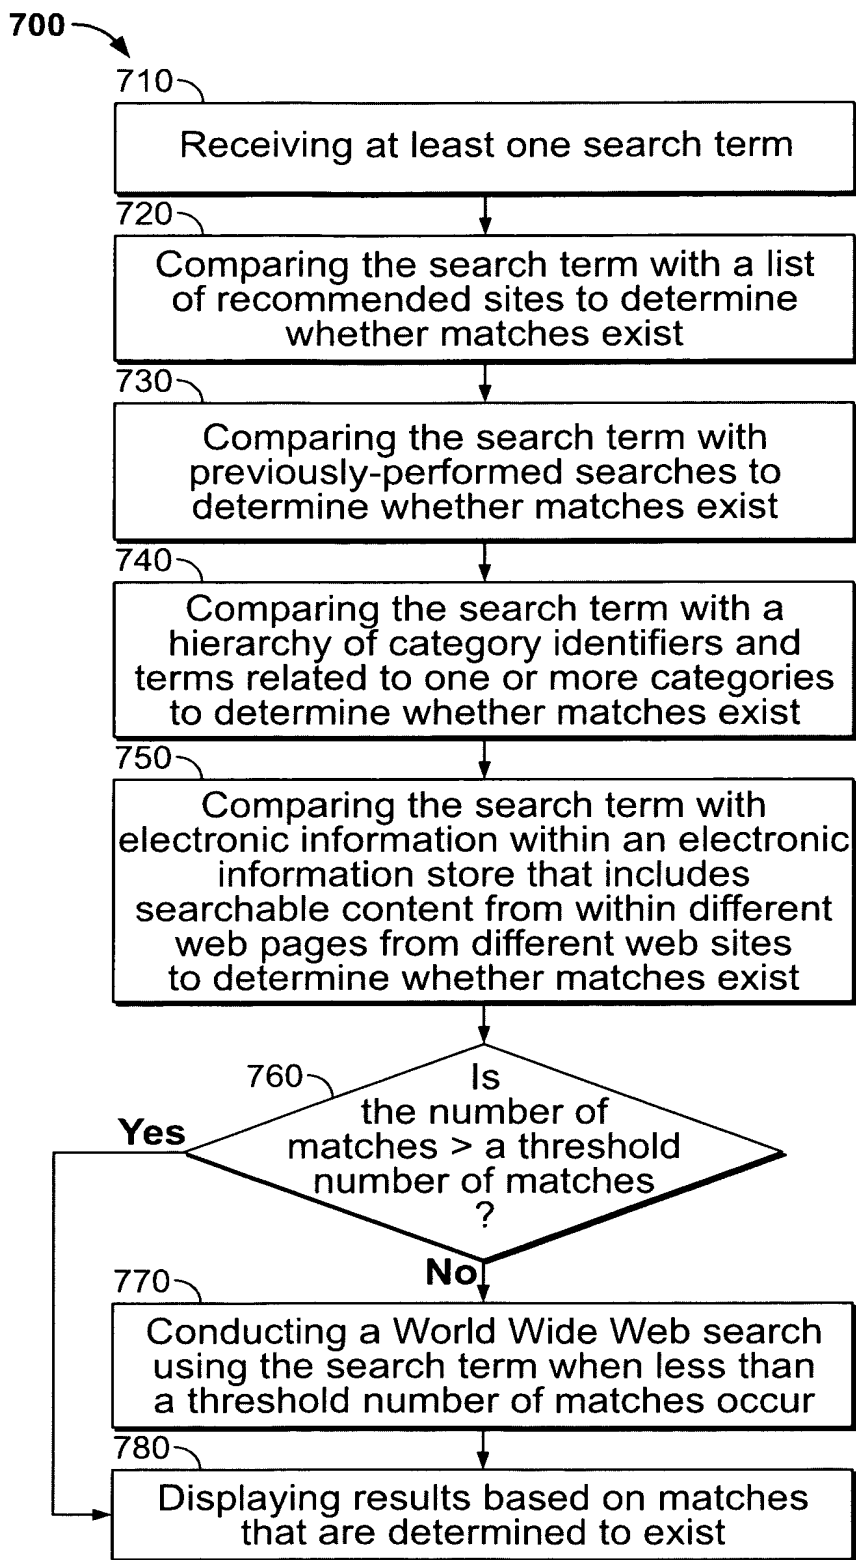 700
710
Receiving at least one search term
720
Comparing the search term with a list
of recommended sites to determine
whether matches exist
730
Comparing the search term with
previously-performed searches to
determine whether matches exist
740
Comparing the search term with a
hierarchy of category identifiers and
terms related to one or more categories
to determine whether matches exist
750
Comparing the search term with
electronic information within an electronic
information store that includes
searchable content from within different
web pages from different web sites
to determine whether matches exist
760
Is
the number of
matches > a threshold
number of matches
?
Yes
No
770
Conducting a World Wide Web search
using the search term when less than
a threshold number of matches occur
780
Displaying results based on matches
that are determined to exist